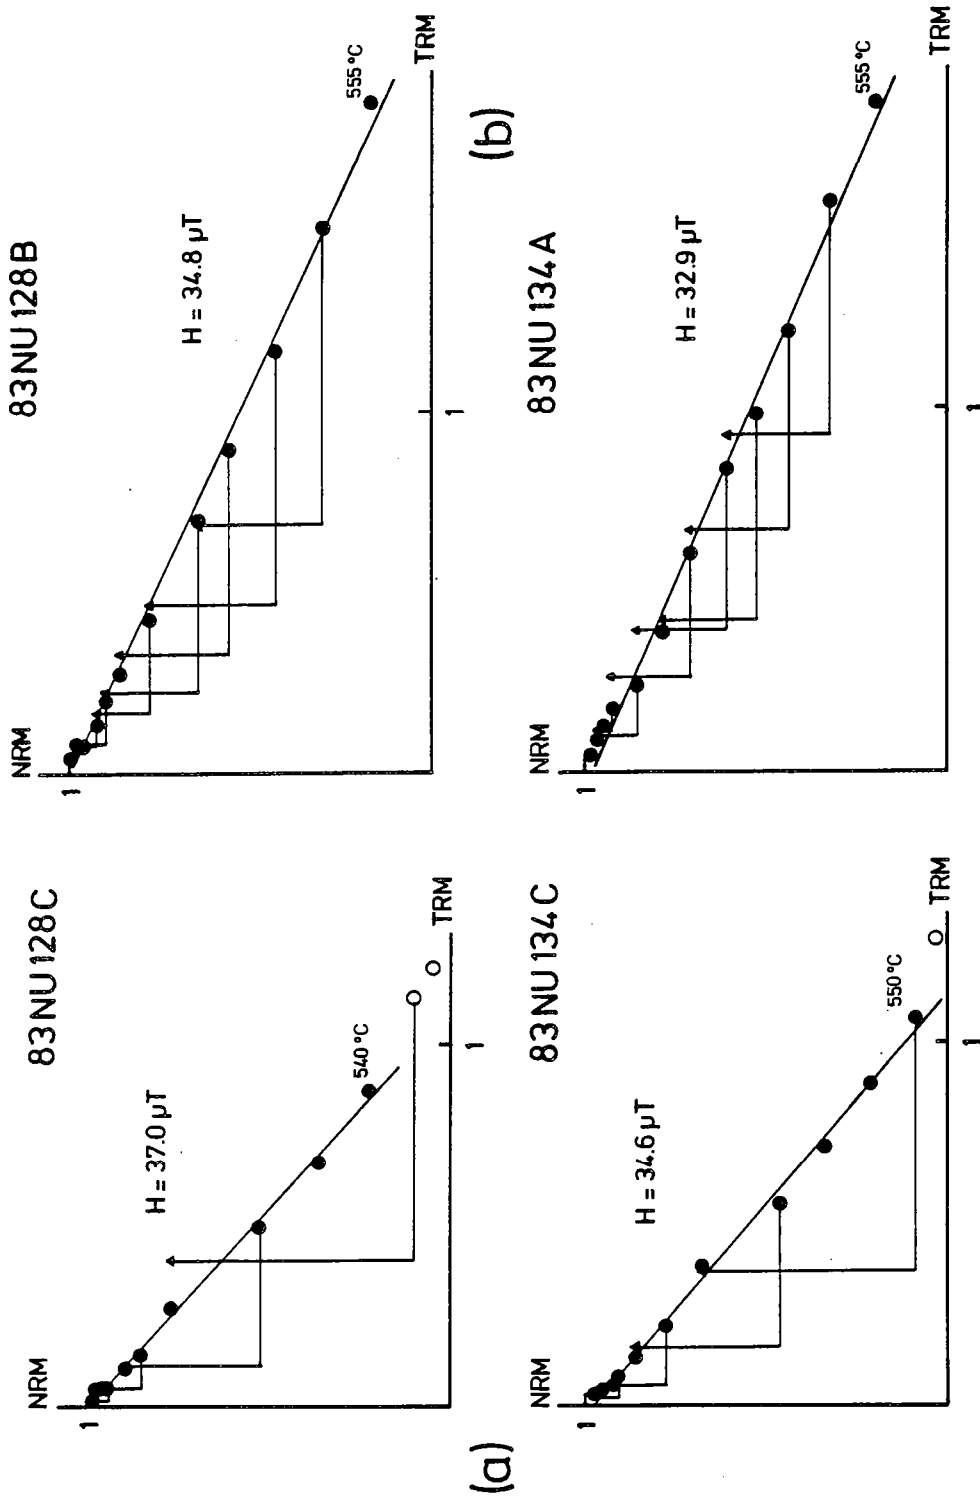 (a)
83NU128C
NRM
1
H = 37.0 µT
540°C
1
TRM
83NU134C
NRM
1
H = 34.6 µT
550°C
1
TRM
(b)
83NU128B
NRM
1
H = 34.8 µT
555°C
1
TRM
83NU134A
NRM
1
H = 32.9 µT
555°C
1
TRM